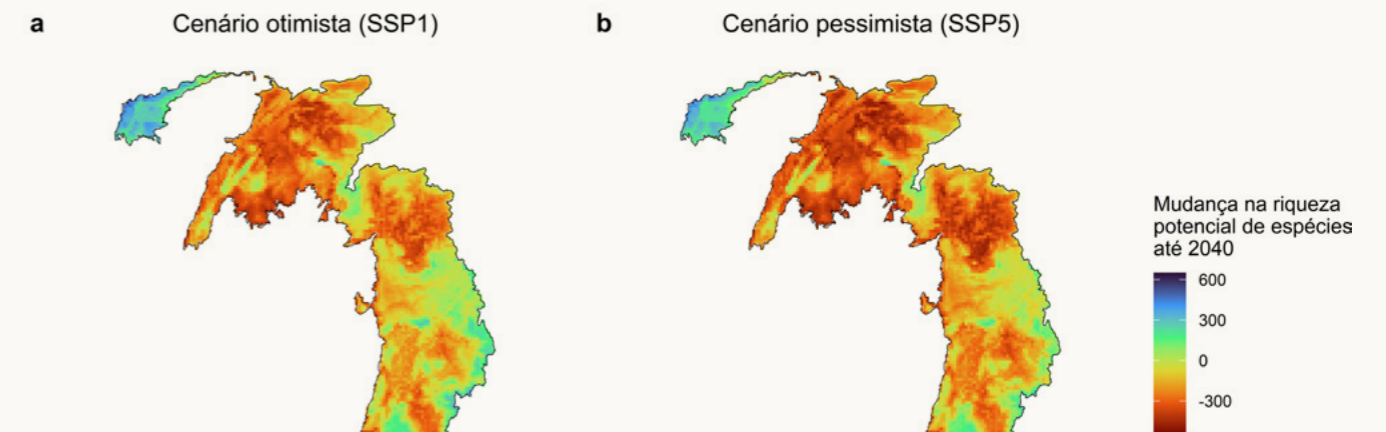 a
Cenário otimista (SSP1)
b
Cenário pessimista (SSP5)
Mudança na riqueza
potencial de espécies
até 2040
600
300
0
-300